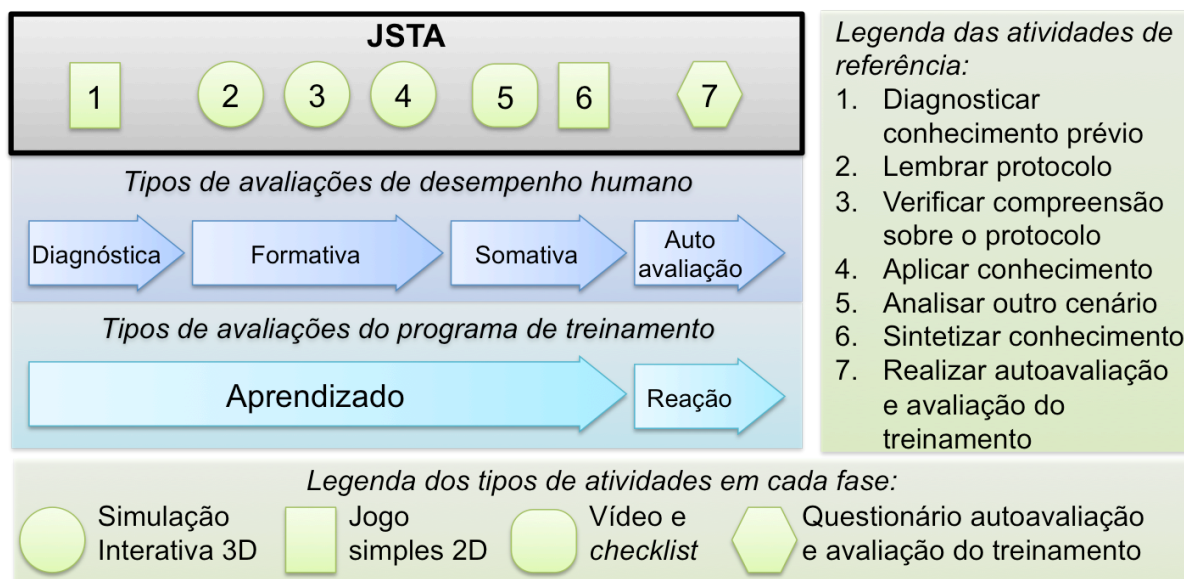 JSTA
1 2 3 4 5 6 7
Tipos de avaliações de desempenho humano
Diagnóstica
Formativa
Somativa
Auto
avaliação
Tipos de avaliações do programa de treinamento
Aprendizado
Reação
Legenda das atividades de
referência:
1. Diagnosticar
conhecimento prévio
2. Lembrar protocolo
3. Verificar compreensão
sobre o protocolo
4. Aplicar conhecimento
5. Analisar outro cenário
6. Sintetizar conhecimento
7. Realizar autoavaliação
e avaliação do
treinamento
Legenda dos tipos de atividades em cada fase:
Simulação
Interativa 3D
Jogo
simples 2D
Vídeo e
checklist
Questionário autoavaliação
e avaliação do treinamento